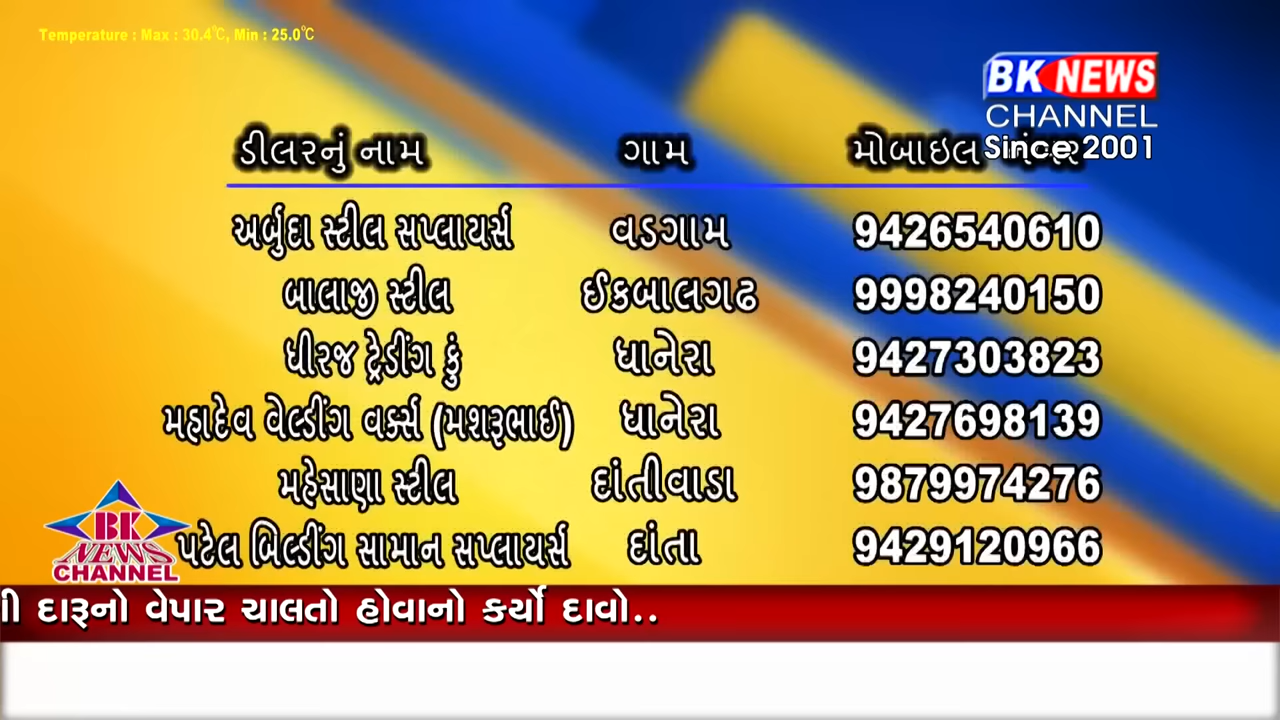 Temperature : Max : 30.4°C, Min : 25.0°C
BK NEWS
CHANNEL
Since 2001
ડીલરનું નામ ગામ મોબાઇલ
અર્બુદા સ્ટીલ સપ્લાયર્સ વડગામ 9426540610
બાલાજી સ્ટીલ ઈકબાલગઢ 9998240150
ધીરજ ટ્રેડીંગ કું ધાનેરા 9427303823
મહાદેવ વેલ્ડીંગ વર્ક્સ (મશરૂભાઈ) ધાનેરા 9427698139
મહેસાણા સ્ટીલ દાંતીવાડા 9879974276
પટેલ બિલ્ડીંગ સામાન સપ્લાયર્સ દાંતા 9429120966
BK
NEWS
CHANNEL
દારૂનો વેપાર ચાલતો હોવાનો કર્યો દાવો..